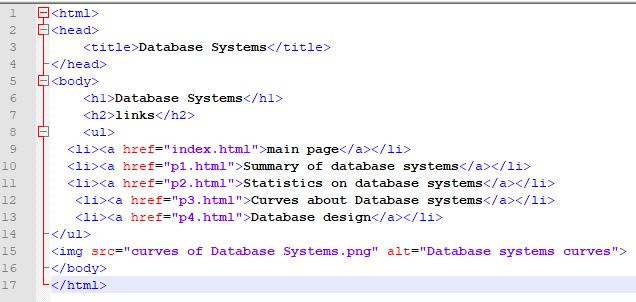 1 <html>
2 <head>
3 <title>Database Systems</title>
4 </head>
5 <body>
6 <h1>Database Systems</h1>
7 <h2>links</h2>
8 <ul>
9 <li><a href="index.html">main page</a></li>
10 <li><a href="p1.html">Summary of database systems</a></li>
11 <li><a href="p2.html">Statistics on database systems</a></li>
12 <li><a href="p3.html">Curves about Database systems</a></li>
13 <li><a href="p4.html">Database design</a></li>
14 </ul>
15 <img src="curves of Database Systems.png" alt="Database systems curves">
16 </body>
17 </html>